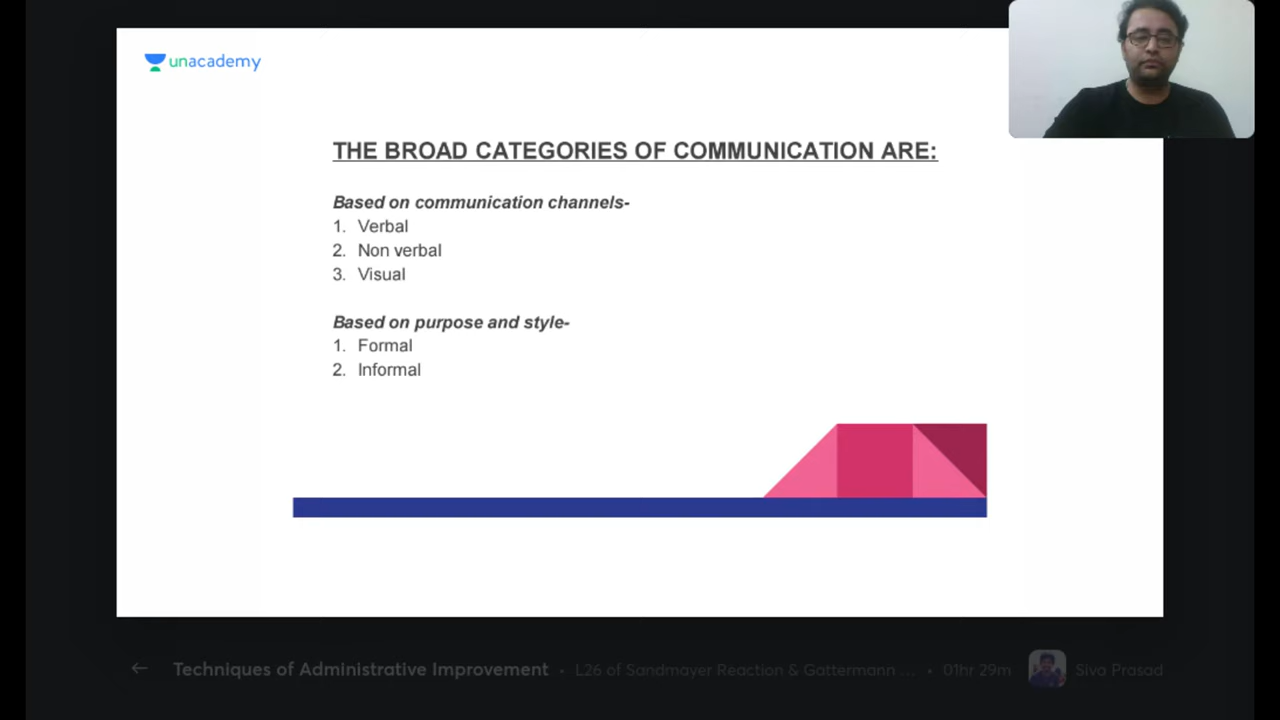 unacademy
THE BROAD CATEGORIES OF COMMUNICATION ARE:
Based on communication channels-
1. Verbal
2. Non verbal
3. Visual
Based on purpose and style-
1. Formal
2. Informal
Techniques of Administrative Improvement • L26 of Sandmayer Reaction & Gattermann ... • 01hr 29m Siva Prasad